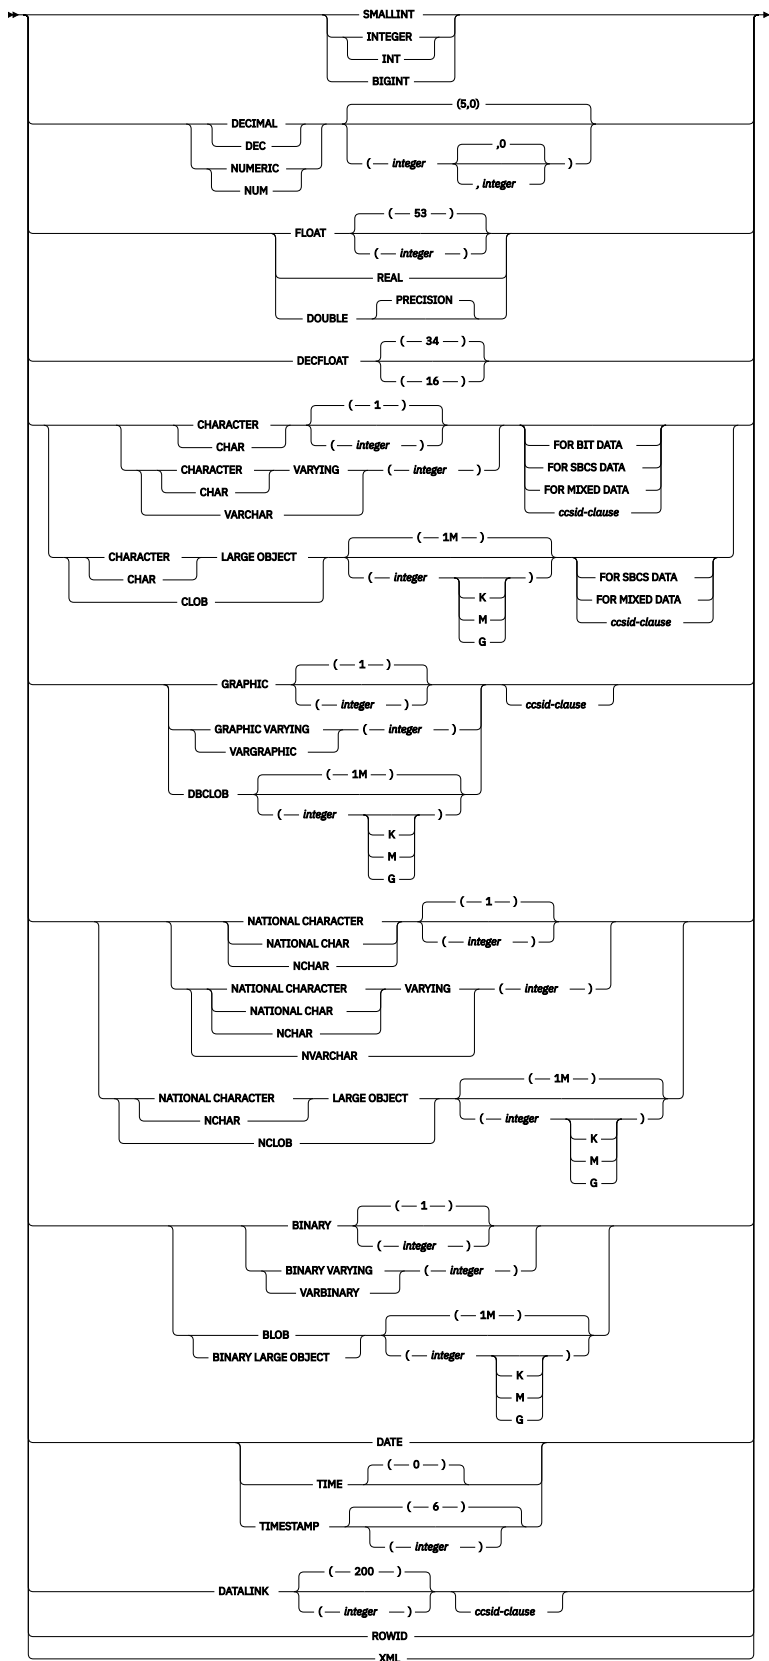 SMALLINT
INTEGER
INT
BIGINT
(5,0)
DECIMAL
DEC
,0
NUMERIC
( integer )
NUM
, integer
( 53 )
FLOAT
( integer )
REAL
PRECISION
DOUBLE
( 34 )
DECFLOAT
( 16 )
( 1 )
CHARACTER
CHAR
( integer )
FOR BIT DATA
CHARACTER
VARYING
( integer )
FOR SBCS DATA
CHAR
FOR MIXED DATA
VARCHAR
ccsid-clause
( 1M )
CHARACTER
LARGE OBJECT
CHAR
( integer )
FOR SBCS DATA
CLOB
K
FOR MIXED DATA
M
ccsid-clause
G
( 1 )
GRAPHIC
( integer )
ccsid-clause
GRAPHIC VARYING
( integer )
VARGRAPHIC
( 1M )
DBCLOB
( integer )
K
M
G
( 1 )
NATIONAL CHARACTER
NATIONAL CHAR
( integer )
NCHAR
NATIONAL CHARACTER
VARYING
( integer )
NATIONAL CHAR
NCHAR
NVARCHAR
( 1M )
NATIONAL CHARACTER
LARGE OBJECT
NCHAR
( integer )
NCLOB
K
M
G
( 1 )
BINARY
( integer )
BINARY VARYING
( integer )
VARBINARY
( 1M )
BLOB
BINARY LARGE OBJECT
( integer )
K
M
G
DATE
( 0 )
TIME
( 6 )
TIMESTAMP
( integer )
( 200 )
DATALINK
( integer )
ccsid-clause
ROWID
XML